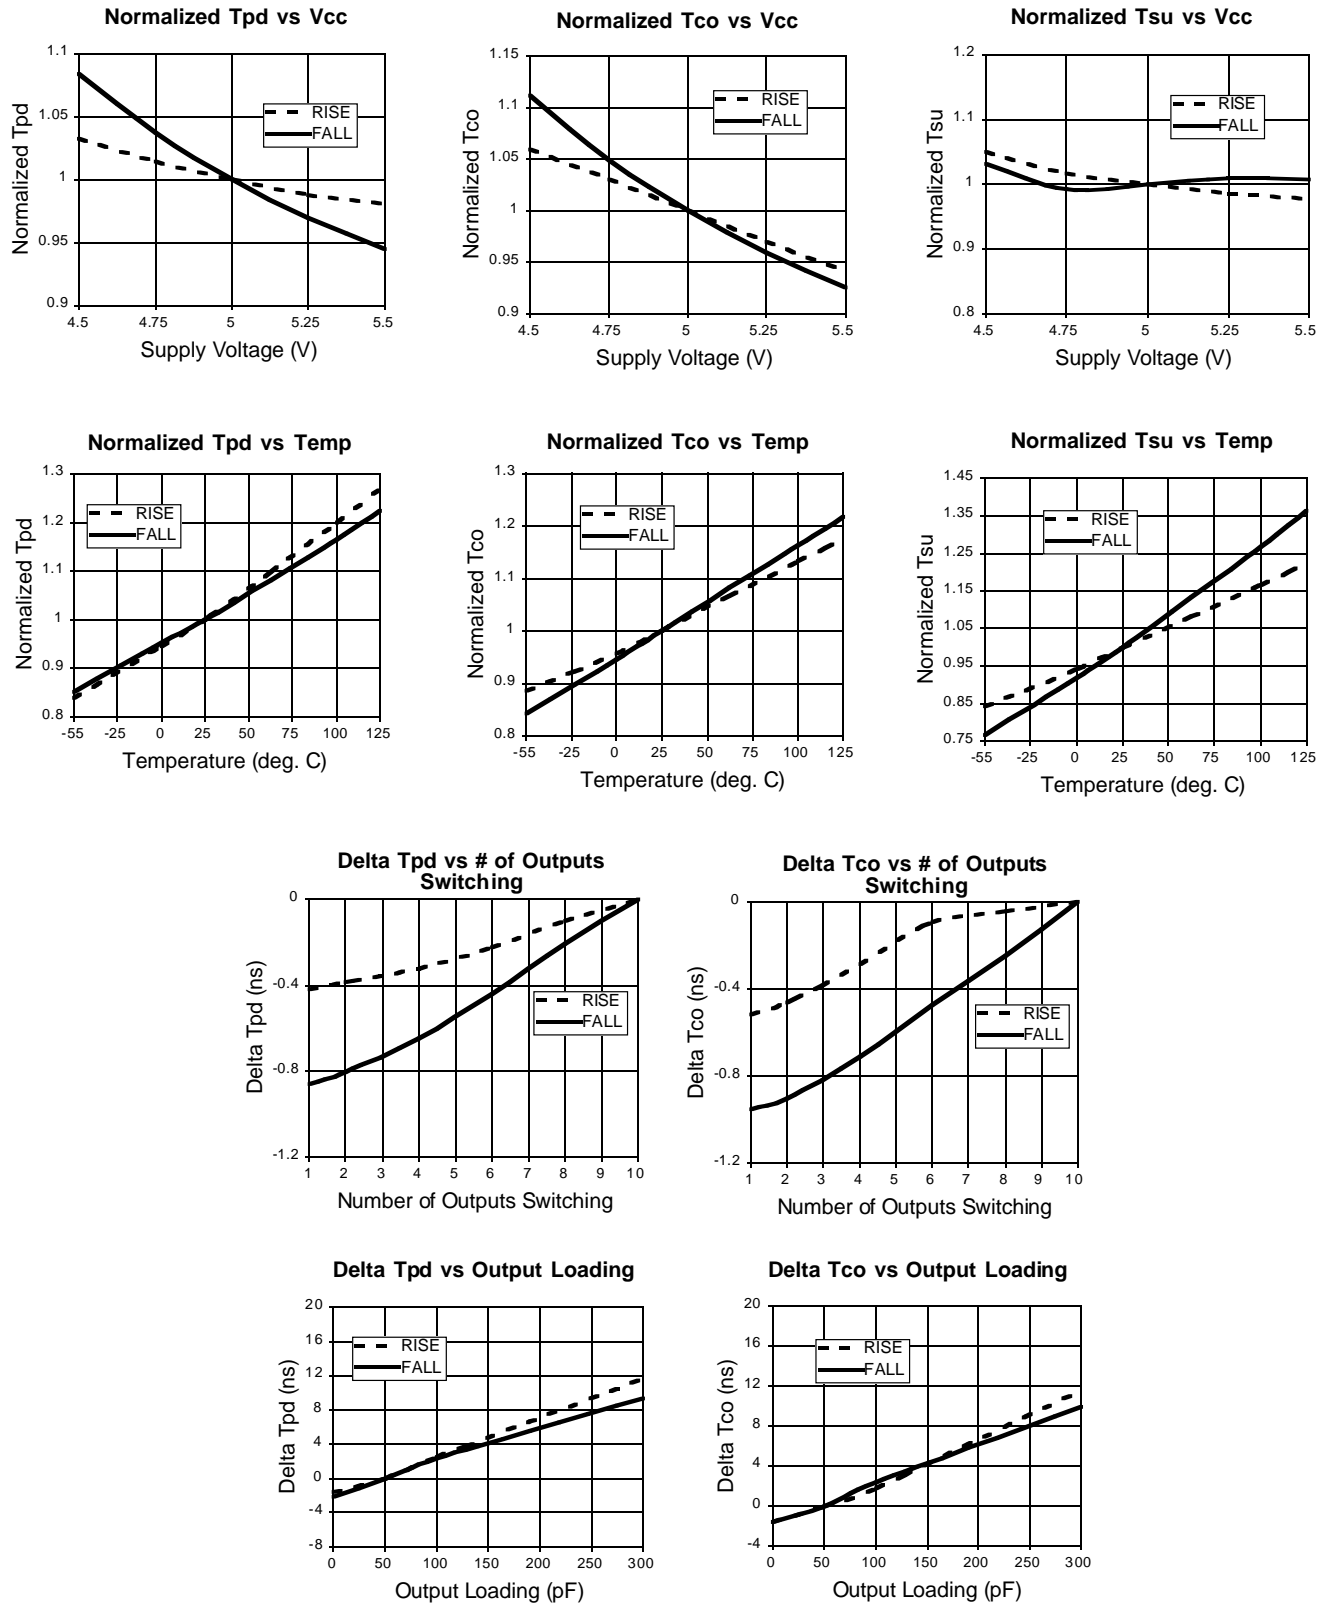 Normalized Tpd vs Vcc
Normalized Tpd
1.1
1.05
1
0.95
0.9
RISE
FALL
4.5 4.75 5 5.25 5.5
Supply Voltage (V)
Normalized Tco vs Vcc
Normalized Tco
1.15
1.1
1.05
1
0.95
0.9
RISE
FALL
4.5 4.75 5 5.25 5.5
Supply Voltage (V)
Normalized Tsu vs Vcc
Normalized Tsu
1.2
1.1
1
0.9
0.8
RISE
FALL
4.5 4.75 5 5.25 5.5
Supply Voltage (V)
Normalized Tpd vs Temp
Normalized Tpd
1.3
1.2
1.1
1
0.9
0.8
RISE
FALL
-55 -25 0 25 50 75 100 125
Temperature (deg. C)
Normalized Tco vs Temp
Normalized Tco
1.3
1.2
1.1
1
0.9
0.8
RISE
FALL
-55 -25 0 25 50 75 100 125
Temperature (deg. C)
Normalized Tsu vs Temp
Normalized Tsu
1.45
1.35
1.25
1.15
1.05
0.95
0.85
0.75
RISE
FALL
-55 -25 0 25 50 75 100 125
Temperature (deg. C)
Delta Tpd vs # of Outputs
Switching
Delta Tpd (ns)
0
-0.4
-0.8
-1.2
RISE
FALL
1 2 3 4 5 6 7 8 9 10
Number of Outputs Switching
Delta Tco vs # of Outputs
Switching
Delta Tco (ns)
0
-0.4
-0.8
-1.2
RISE
FALL
1 2 3 4 5 6 7 8 9 10
Number of Outputs Switching
Delta Tpd vs Output Loading
Delta Tpd (ns)
20
16
12
8
4
0
-4
-8
RISE
FALL
0 50 100 150 200 250 300
Output Loading (pF)
Delta Tco vs Output Loading
Delta Tco (ns)
20
16
12
8
4
0
-4
RISE
FALL
0 50 100 150 200 250 300
Output Loading (pF)